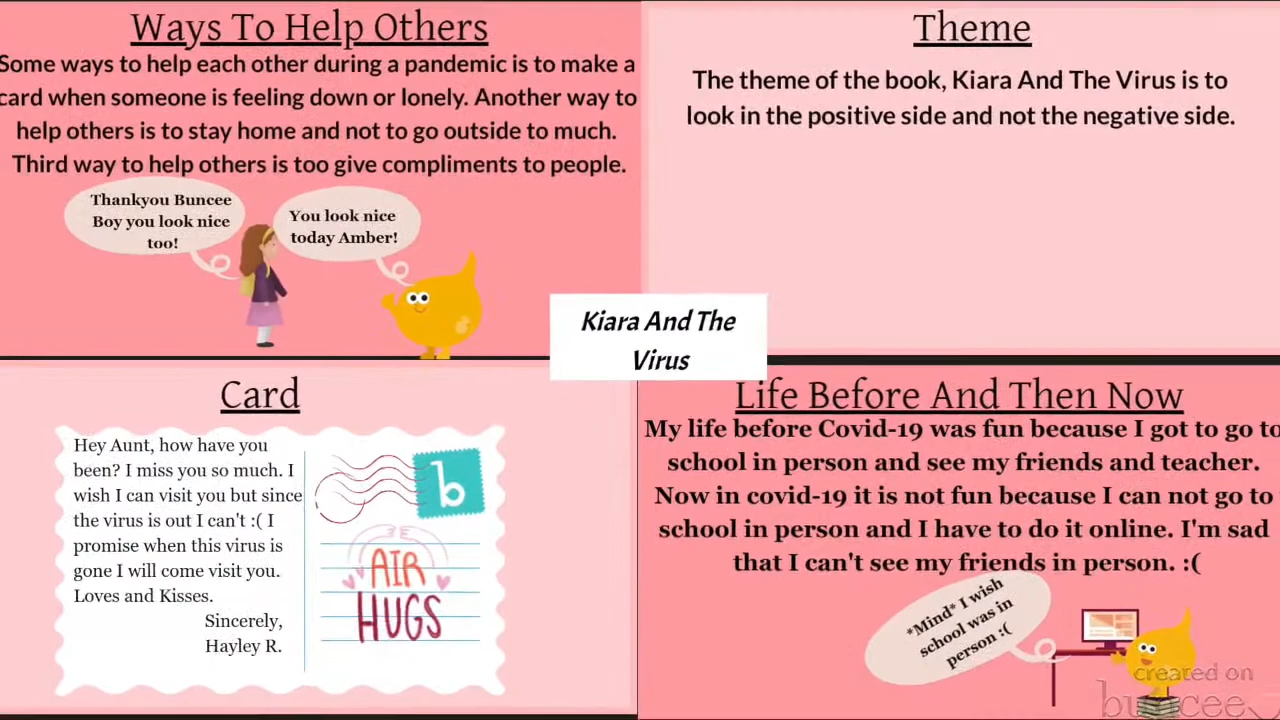 Ways To Help Others
Some ways to help each other during a pandemic is to make a
card when someone is feeling down or lonely. Another way to
help others is to stay home and not to go outside to much.
Third way to help others is too give compliments to people.
Thankyou Buncee
Boy you look nice
too!
You look nice
today Amber!
Theme
The theme of the book, Kiara And The Virus is to
look in the positive side and not the negative side.
Kiara And The
Virus
Card
Hey Aunt, how have you
been? I miss you so much. I
wish I can visit you but since
the virus is out I can't :( I
promise when this virus is
gone I will come visit you.
Loves and Kisses.
Sincerely,
Hayley R.
b
AIR
HUGS
Life Before And Then Now
My life before Covid-19 was fun because I got to go to
school in person and see my friends and teacher.
Now in covid-19 it is not fun because I can not go to
school in person and I have to do it online. I'm sad
that I can't see my friends in person. :(
*Mind* I wish
school was in
person :(
created on
buncee